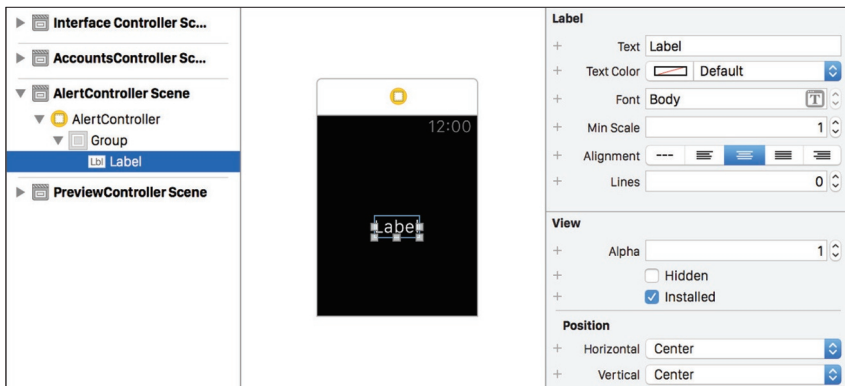 Interface Controller Sc...
AccountsController Sc...
AlertController Scene
AlertController
Group
Lbl Label
PreviewController Scene
12:00
Label
Label
+ Text Label
+ Text Color Default
+ Font Body T
+ Min Scale 1
+ Alignment ---
+ Lines 0
View
+ Alpha 1
+ Hidden
+ Installed
Position
+ Horizontal Center
+ Vertical Center